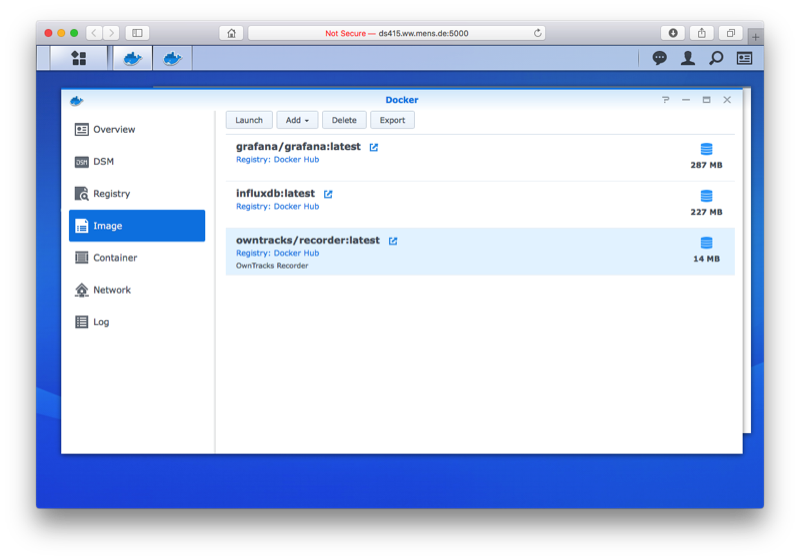 Not Secure — ds415.ww.mens.de:5000
Docker
Overview
DSM
DSM
Registry
Image
Container
Network
Log
Launch
Add
Delete
Export
grafana/grafana:latest
Registry: Docker Hub
287 MB
influxdb:latest
Registry: Docker Hub
227 MB
owntracks/recorder:latest
Registry: Docker Hub
OwnTracks Recorder
14 MB